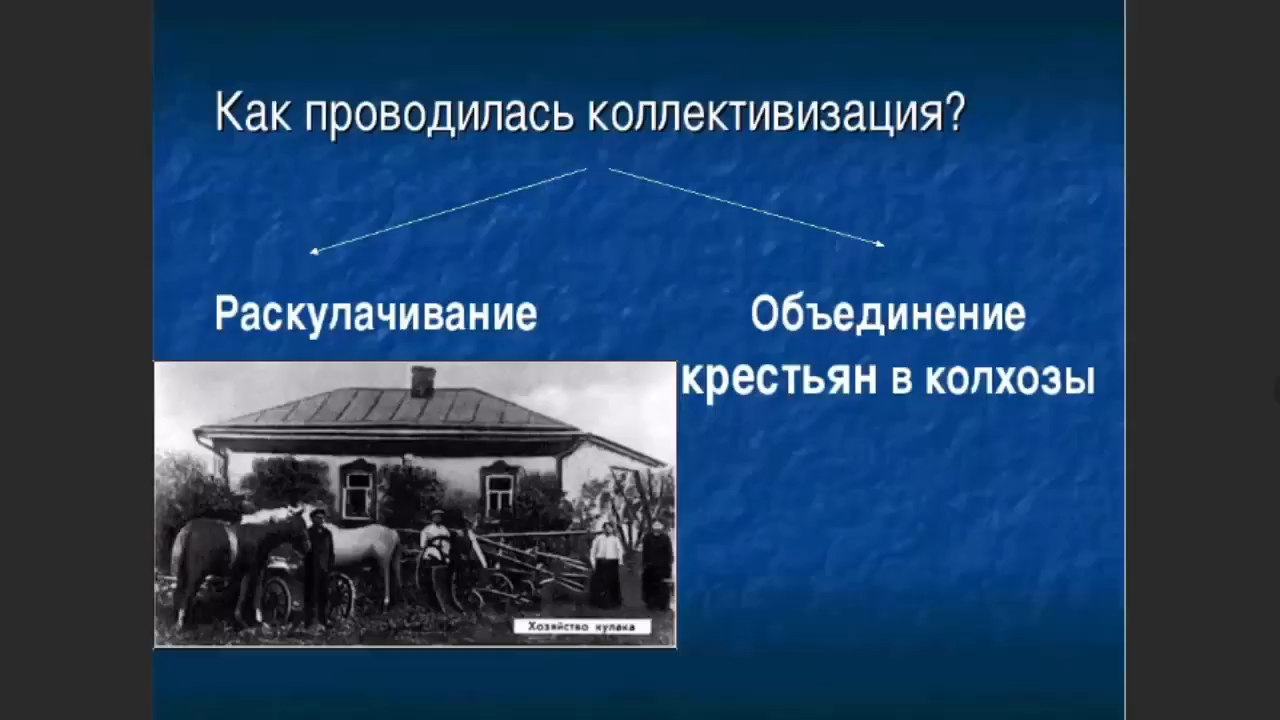 Как проводилась коллективизация?
Раскулачивание
Объединение
крестьян в колхозы
Хозяйство кулака